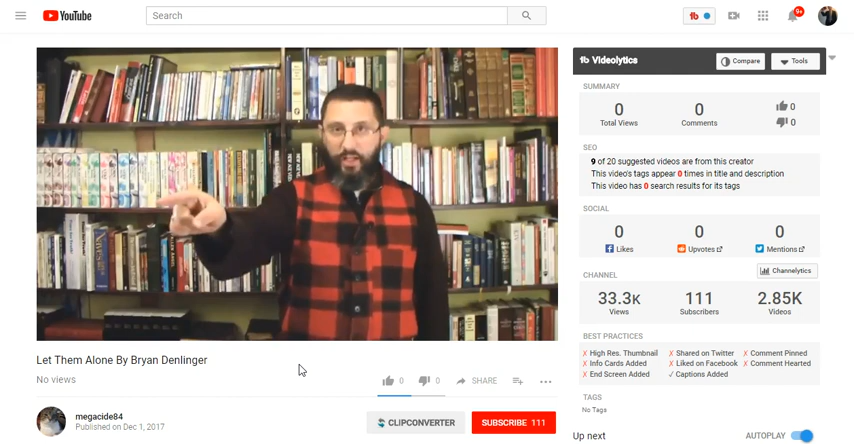 YouTube
Search
9+
Let Them Alone By Bryan Denlinger
No views
0
0
SHARE
megacide84
Published on Dec 1, 2017
CLIPCONVERTER
SUBSCRIBE 111
tb Videolytics
Compare
Tools
SUMMARY
0
Total Views
0
Comments
0
0
SEO
9 of 20 suggested videos are from this creator
This video's tags appear 0 times in title and description
This video has 0 search results for its tags
SOCIAL
0
Likes
0
Upvotes
0
Mentions
CHANNEL
Channelytics
33.3K
Views
111
Subscribers
2.85K
Videos
BEST PRACTICES
✗ High Res. Thumbnail ✗ Shared on Twitter ✗ Comment Pinned
✗ Info Cards Added ✗ Liked on Facebook ✗ Comment Hearted
✗ End Screen Added ✓ Captions Added
TAGS
No Tags
Up next
AUTOPLAY